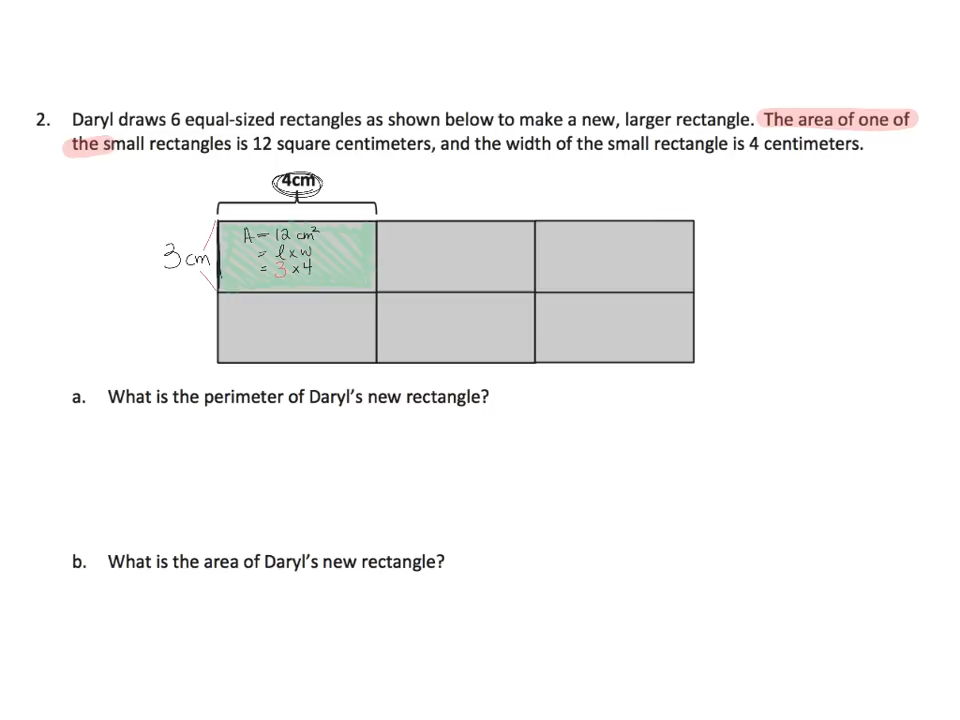 2. Daryl draws 6 equal-sized rectangles as shown below to make a new, larger rectangle. The area of one of
the small rectangles is 12 square centimeters, and the width of the small rectangle is 4 centimeters.
4cm
A = 12 cm²
= l x w
= 3 x 4
3 cm
a. What is the perimeter of Daryl's new rectangle?
b. What is the area of Daryl's new rectangle?